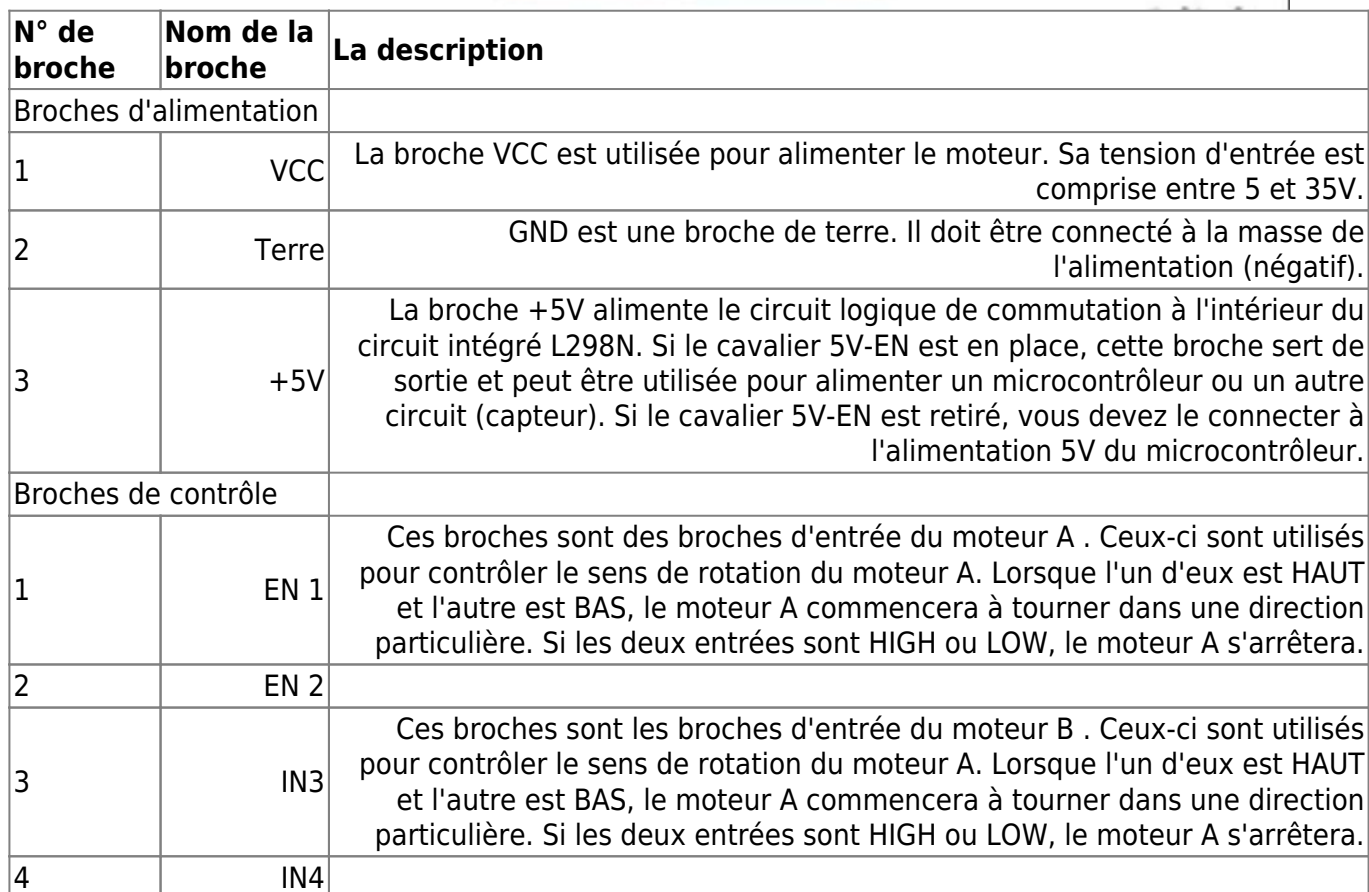 N° de
broche
Nom de la
broche
La description
Broches d'alimentation
1
VCC
La broche VCC est utilisée pour alimenter le moteur. Sa tension d'entrée est
comprise entre 5 et 35V.
2
Terre
GND est une broche de terre. Il doit être connecté à la masse de
l'alimentation (négatif).
3
+5V
La broche +5V alimente le circuit logique de commutation à l'intérieur du
circuit intégré L298N. Si le cavalier 5V-EN est en place, cette broche sert de
sortie et peut être utilisée pour alimenter un microcontrôleur ou un autre
circuit (capteur). Si le cavalier 5V-EN est retiré, vous devez le connecter à
l'alimentation 5V du microcontrôleur.
Broches de contrôle
1
EN 1
Ces broches sont des broches d'entrée du moteur A . Ceux-ci sont utilisés
pour contrôler le sens de rotation du moteur A. Lorsque l'un d'eux est HAUT
et l'autre est BAS, le moteur A commencera à tourner dans une direction
particulière. Si les deux entrées sont HIGH ou LOW, le moteur A s'arrêtera.
2
EN 2
3
IN3
Ces broches sont les broches d'entrée du moteur B . Ceux-ci sont utilisés
pour contrôler le sens de rotation du moteur A. Lorsque l'un d'eux est HAUT
et l'autre est BAS, le moteur A commencera à tourner dans une direction
particulière. Si les deux entrées sont HIGH ou LOW, le moteur A s'arrêtera.
4
IN4